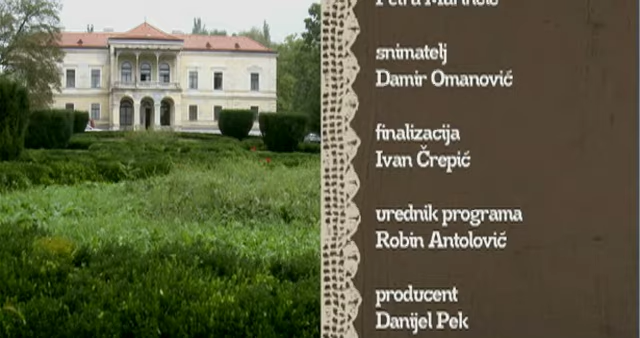 snimatelj
Damir Omanović
finalizacija
Ivan Črepić
urednik programa
Robin Antolović
producent
Danijel Pek